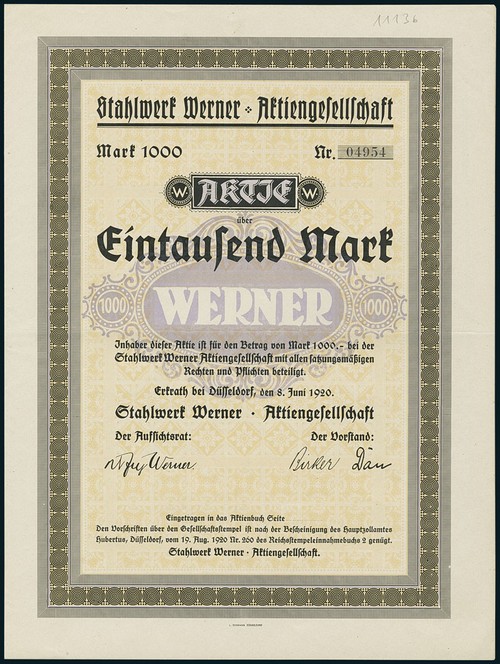 11136
Stahlwerk Werner · Aktiengesellschaft
Mark 1000 Nr. 04954
W AKTIE W
über
Eintausend Mark
1000 WERNER 1000
Inhaber dieser Aktie ist für den Betrag von Mark 1000.- bei der
Stahlwerk Werner Aktiengesellschaft mit allen satzungsmäßigen
Rechten und Pflichten beteiligt.
Erkrath bei Düsseldorf, den 8. Juni 1920.
Stahlwerk Werner · Aktiengesellschaft
Der Aufsichtsrat: Der Vorstand:
Werner. Birker
Eingetragen in das Aktienbuch Seite
Den Vorschriften über den Gesellschaftsstempel ist nach der Bescheinigung des Hauptzollamtes
Hubertus, Düsseldorf, vom 19. Aug. 1920 Nr. 260 des Reichsstempeleinnahmebuchs 2 genügt.
Stahlwerk Werner · Aktiengesellschaft.